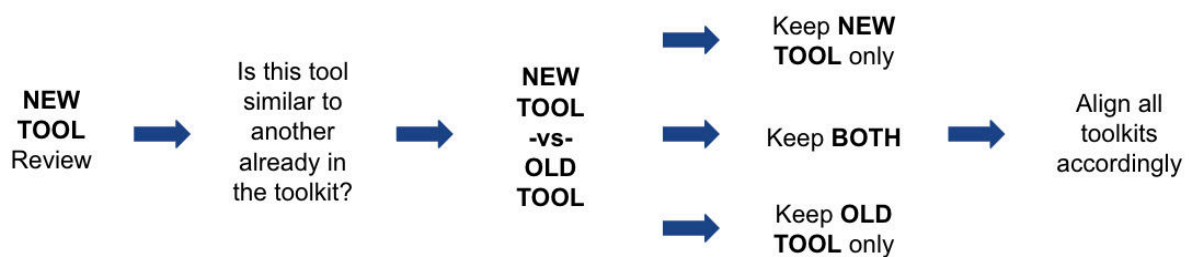 NEW
TOOL
Review
Is this tool
similar to
another
already in
the toolkit?
NEW
TOOL
-vs-
OLD
TOOL
Keep NEW
TOOL only
Keep BOTH
Keep OLD
TOOL only
Align all
toolkits
accordingly